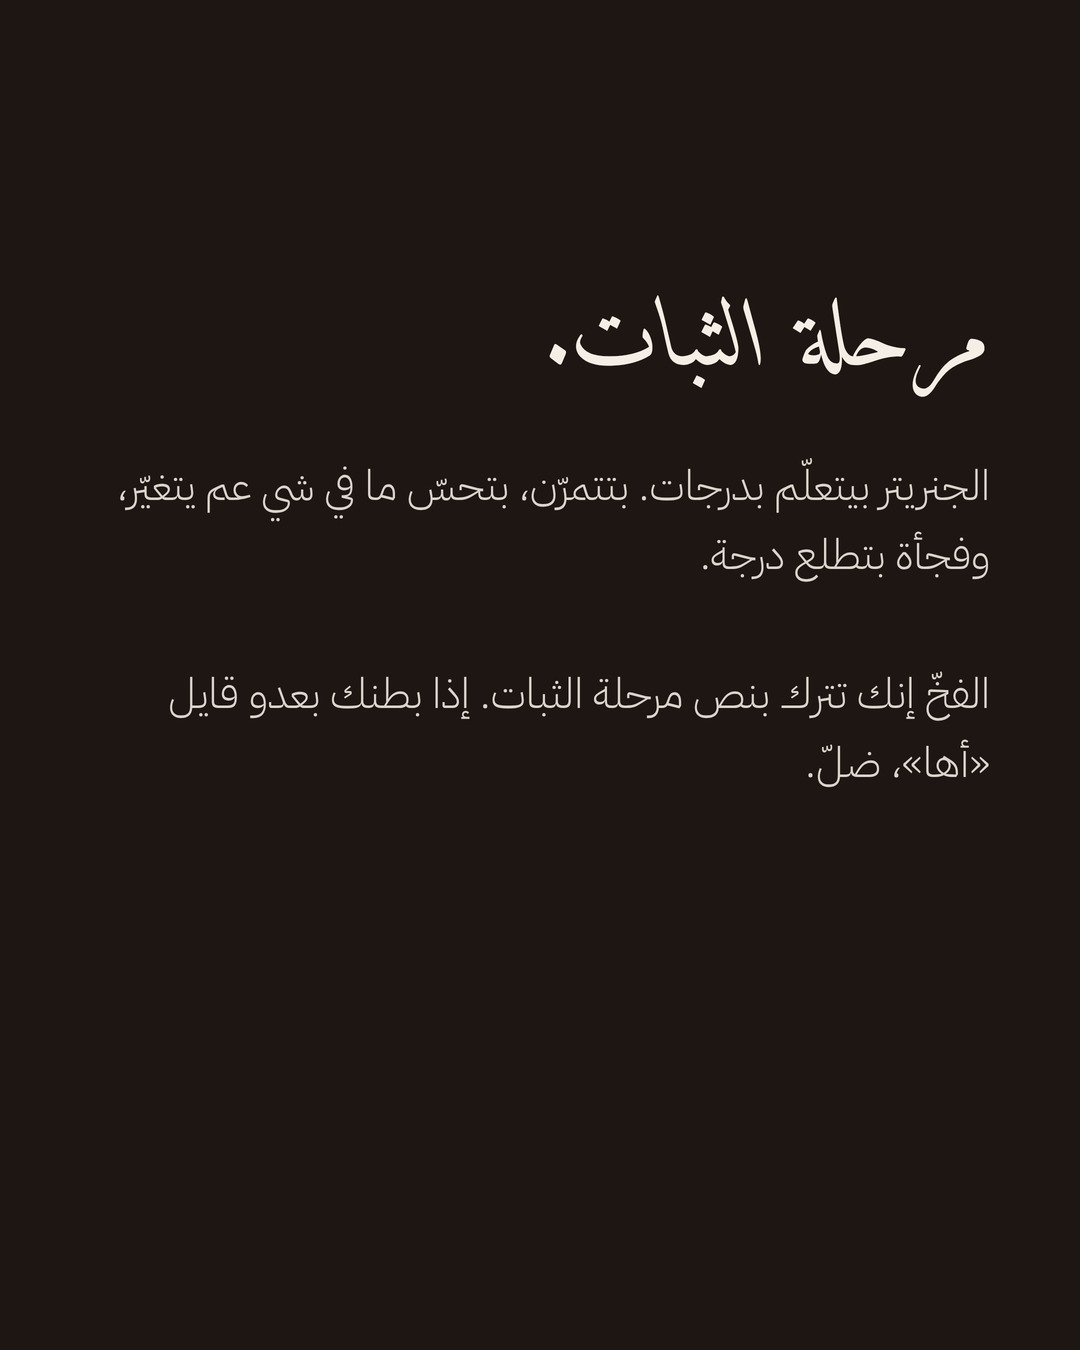 مرحلة الثبات.
الجنريتر بيتعلّم بدرجات. بتتمرّن، بتحسّ ما في شي عم يتغيّر،
وفجأة بتطلع درجة.
الفخّ إنك تترك بنص مرحلة الثبات. إذا بطنك بعدو قايل
«أها»، ضلّ.